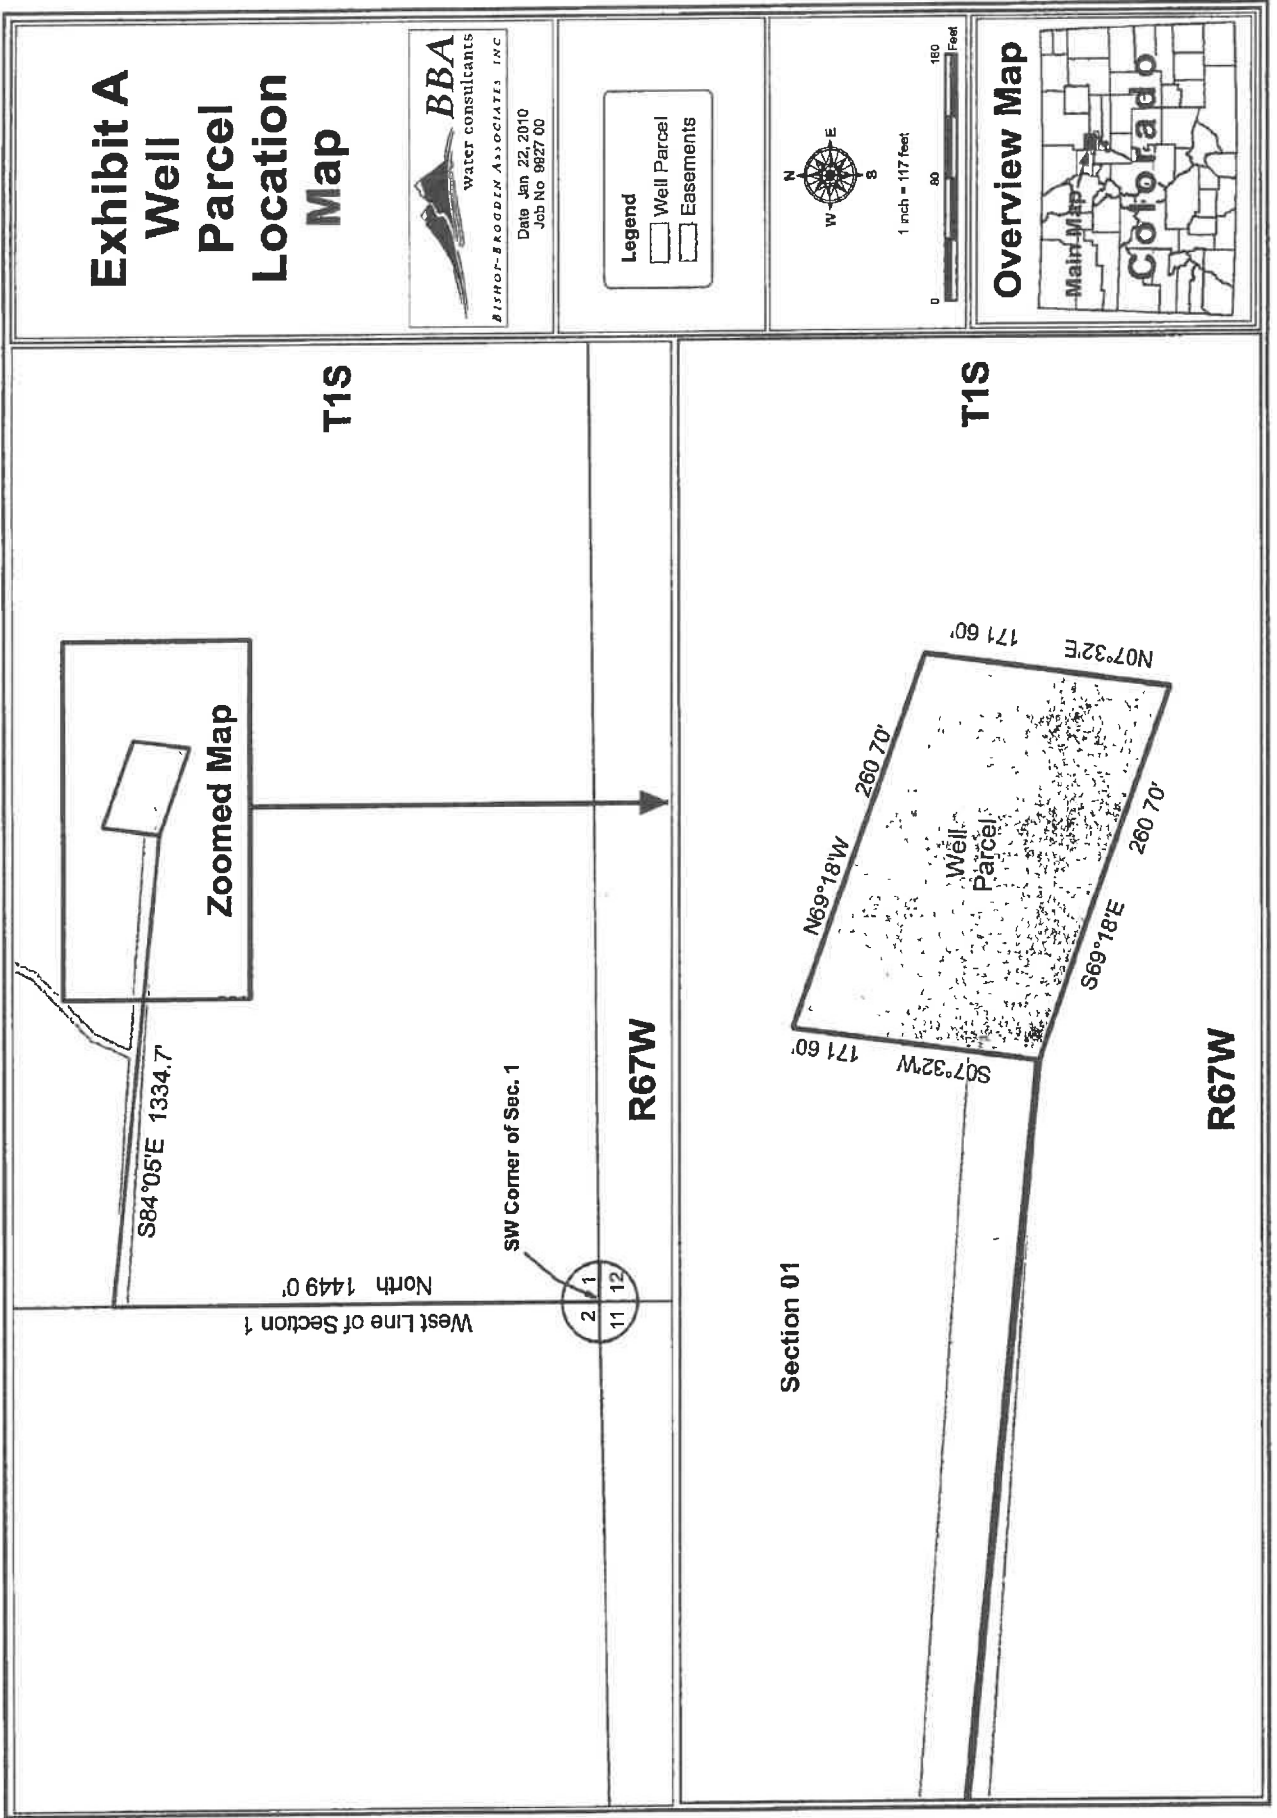 Exhibit A
Well
Parcel
Location
Map
BBA
Water consultants
BISHOP-BROGDEN ASSOCIATES INC
Date Jan 22, 2010
Job No 9827 00
Legend
Well Parcel
Easements
N
W
E
S
1 inch = 117 feet
0
80
160
Feet
Overview Map
Main Map
Colorado
T1S
Zoomed Map
S84°05'E 1334.7'
North 1449 0'
West Line of Section 1
SW Corner of Sec. 1
2
1
11
12
R67W
T1S
N69°18'W
260 70'
171 60'
N07°32'E
Well
Parcel
171 60'
S07°32'W
S69°18'E
260 70'
Section 01
R67W